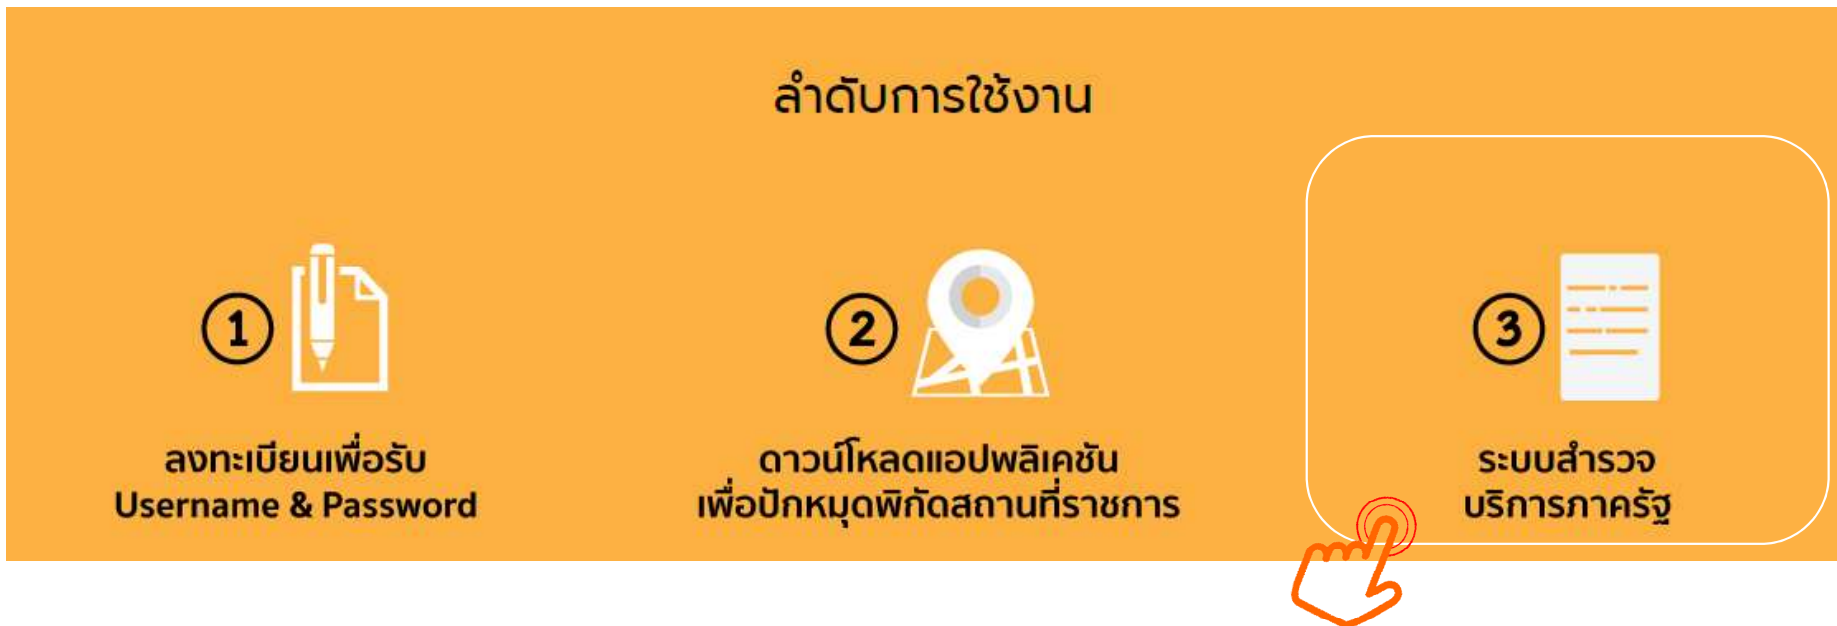 ลำดับการใช้งาน
1
ลงทะเบียนเพื่อรับ
Username & Password
2
ดาวน์โหลดแอปพลิเคชัน
เพื่อปักหมุดพิกัดสถานที่ราชการ
3
ระบบสำรวจ
บริการภาครัฐ